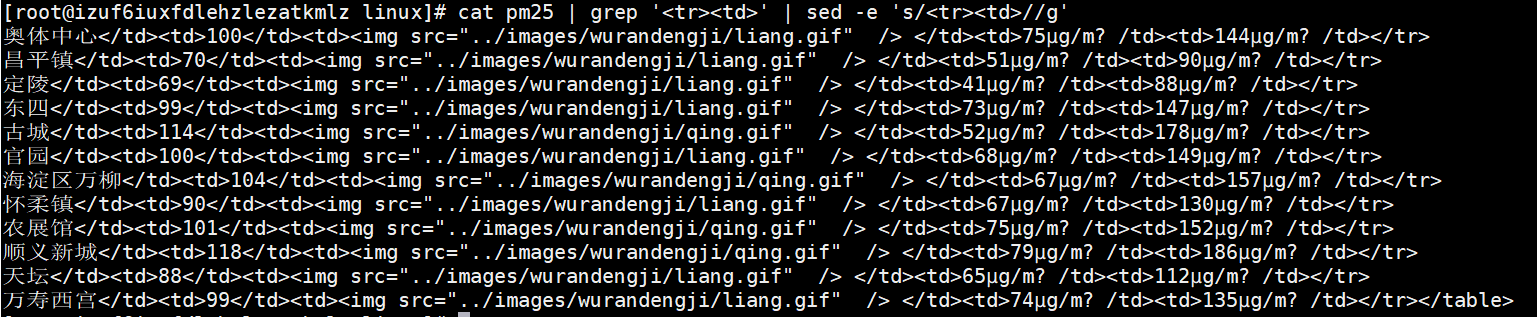 [root@izuf6iuxfdlehzlezatkmlz linux]# cat pm25 | grep '<tr><td>' | sed -e 's/<tr><td>//g'
奥体中心</td><td>100</td><td><img src="../images/wurandengji/liang.gif"  /> </td><td>75μg/m? /td><td>144μg/m? /td></tr>
昌平镇</td><td>70</td><td><img src="../images/wurandengji/liang.gif"  /> </td><td>51μg/m? /td><td>90μg/m? /td></tr>
定陵</td><td>69</td><td><img src="../images/wurandengji/liang.gif"  /> </td><td>41μg/m? /td><td>88μg/m? /td></tr>
东四</td><td>99</td><td><img src="../images/wurandengji/liang.gif"  /> </td><td>73μg/m? /td><td>147μg/m? /td></tr>
古城</td><td>114</td><td><img src="../images/wurandengji/qing.gif"  /> </td><td>52μg/m? /td><td>178μg/m? /td></tr>
官园</td><td>100</td><td><img src="../images/wurandengji/liang.gif"  /> </td><td>68μg/m? /td><td>149μg/m? /td></tr>
海淀区万柳</td><td>104</td><td><img src="../images/wurandengji/qing.gif"  /> </td><td>67μg/m? /td><td>157μg/m? /td></tr>
怀柔镇</td><td>90</td><td><img src="../images/wurandengji/liang.gif"  /> </td><td>67μg/m? /td><td>130μg/m? /td></tr>
农展馆</td><td>101</td><td><img src="../images/wurandengji/qing.gif"  /> </td><td>75μg/m? /td><td>152μg/m? /td></tr>
顺义新城</td><td>118</td><td><img src="../images/wurandengji/qing.gif"  /> </td><td>79μg/m? /td><td>186μg/m? /td></tr>
天坛</td><td>88</td><td><img src="../images/wurandengji/liang.gif"  /> </td><td>65μg/m? /td><td>112μg/m? /td></tr>
万寿西宫</td><td>99</td><td><img src="../images/wurandengji/liang.gif"  /> </td><td>74μg/m? /td><td>135μg/m? /td></tr></table>